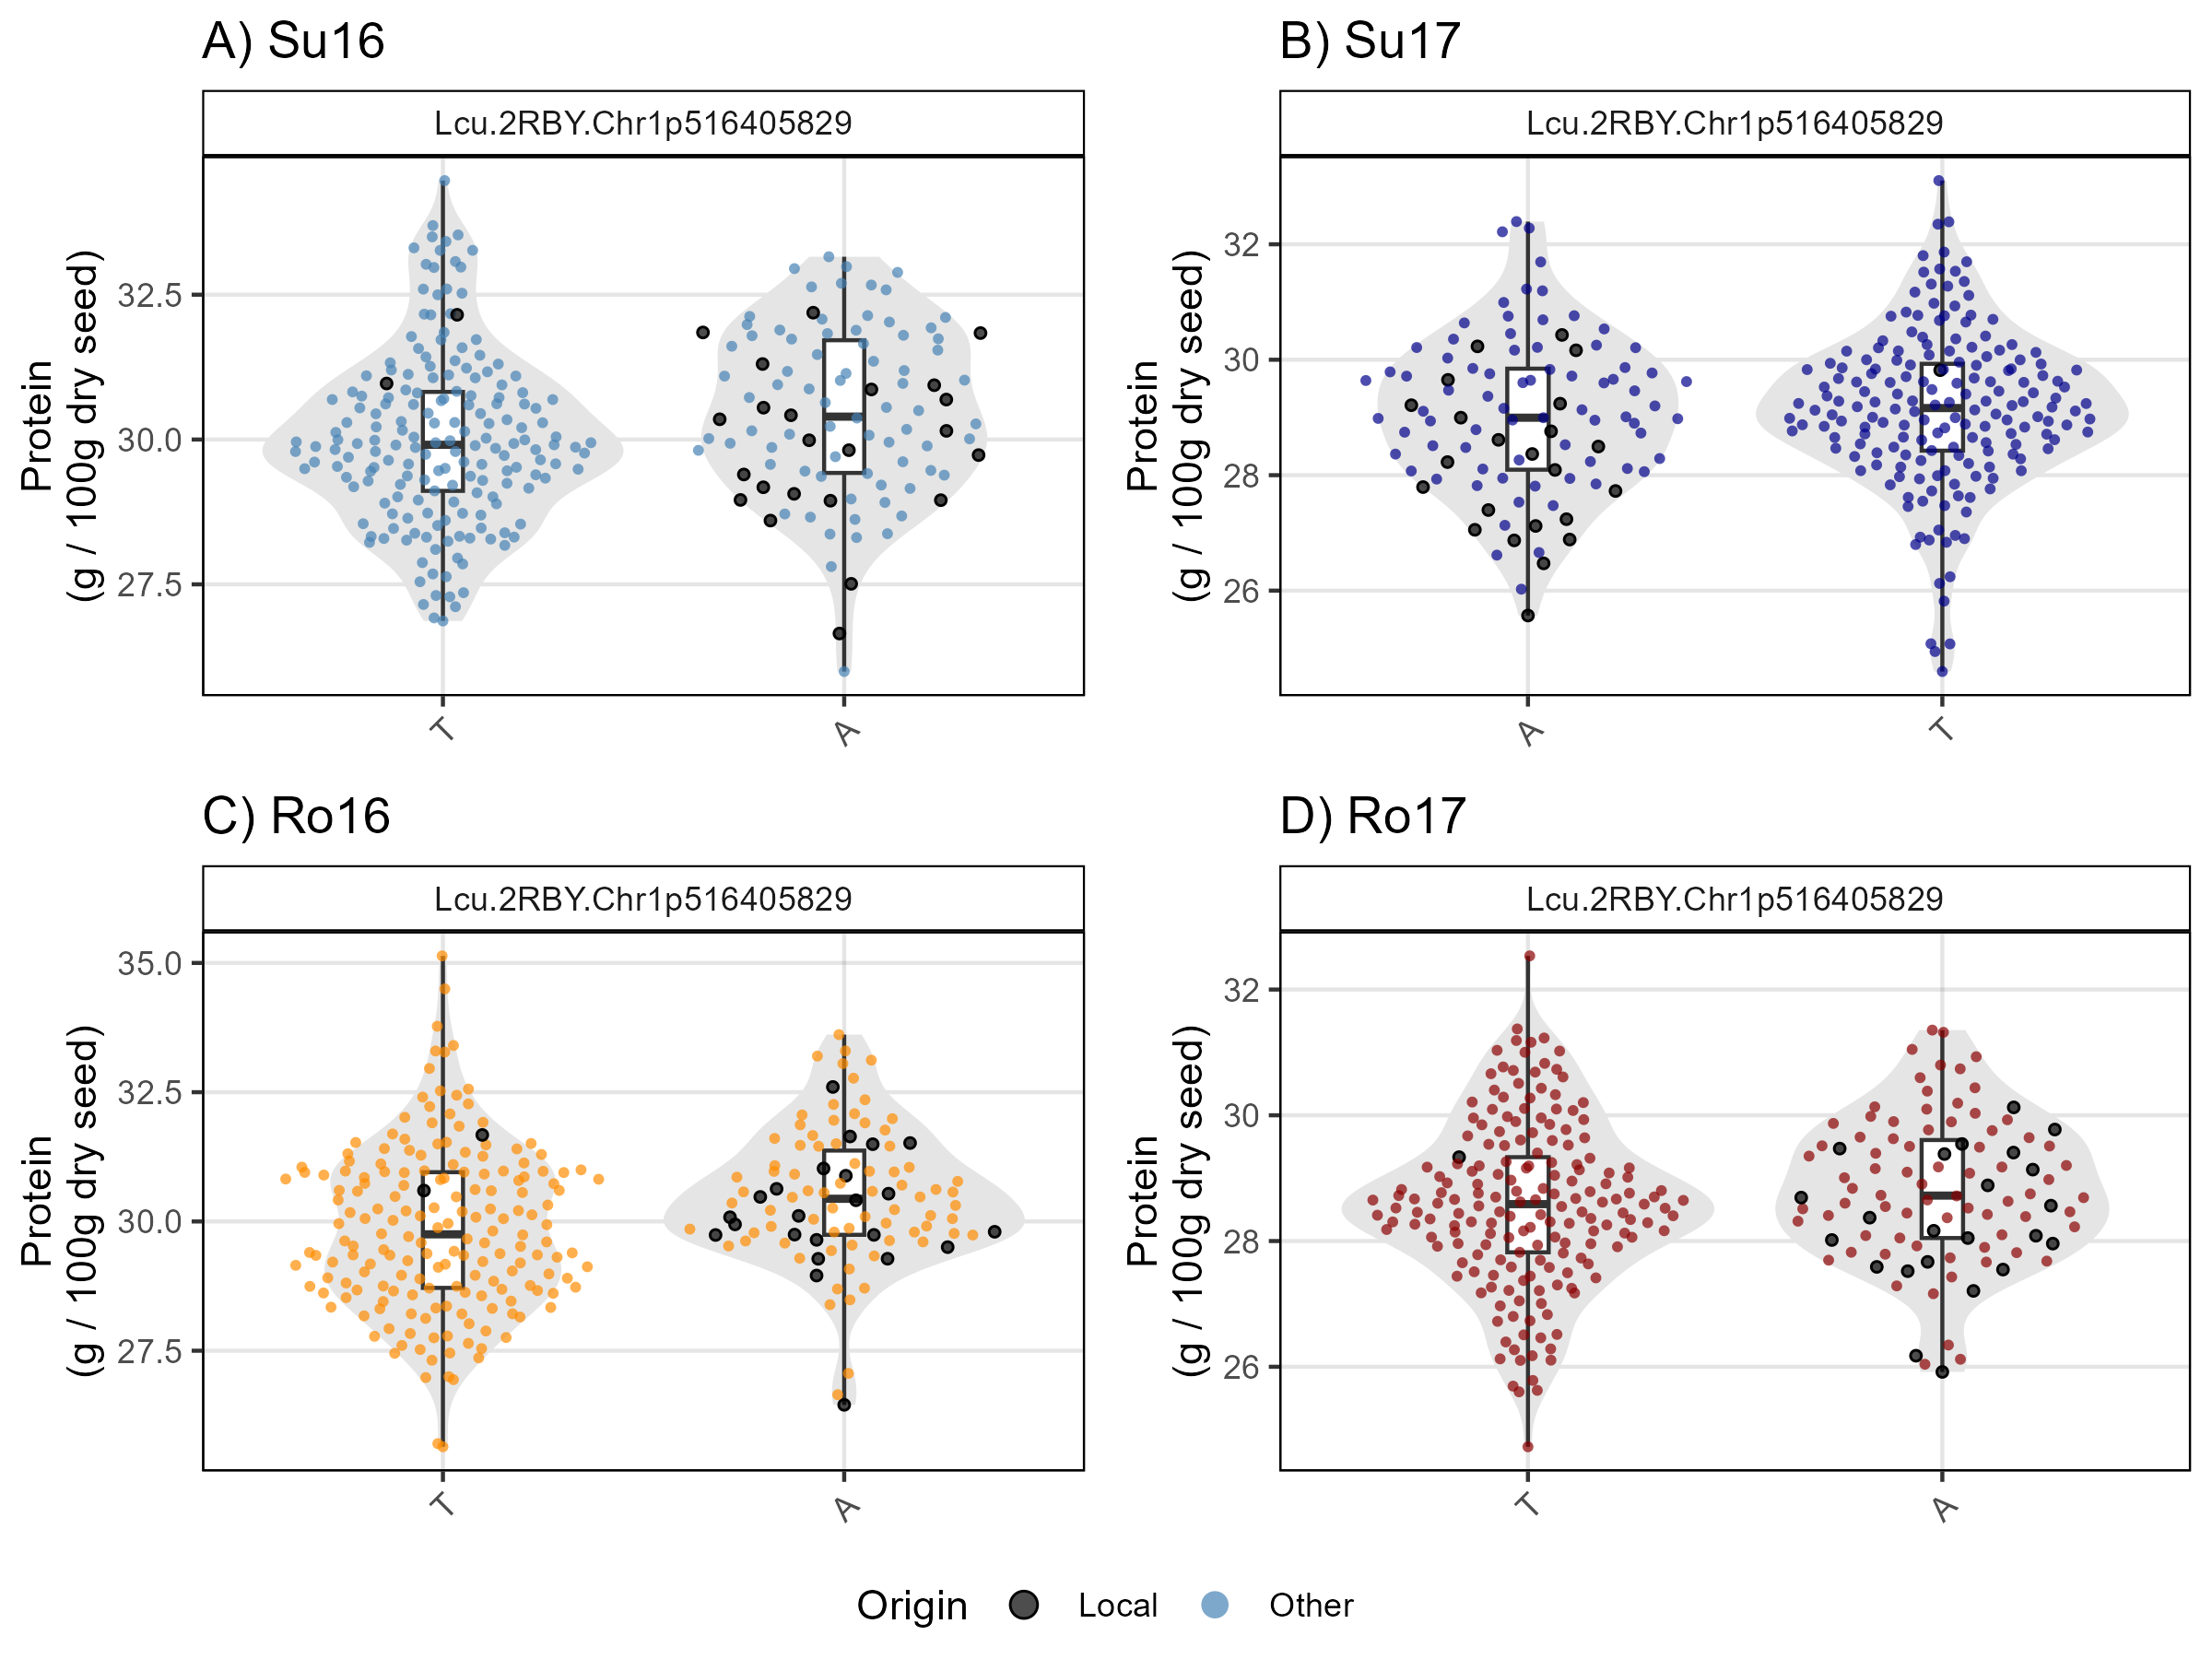 A) Su16
Lcu.2RBY.Chr1p516405829
Protein
(g / 100g dry seed)
32.5
30.0
27.5
T
A
B) Su17
Lcu.2RBY.Chr1p516405829
Protein
(g / 100g dry seed)
32
30
28
26
A
T
C) Ro16
Lcu.2RBY.Chr1p516405829
Protein
(g / 100g dry seed)
35.0
32.5
30.0
27.5
T
A
D) Ro17
Lcu.2RBY.Chr1p516405829
Protein
(g / 100g dry seed)
32
30
28
26
T
A
Origin Local Other